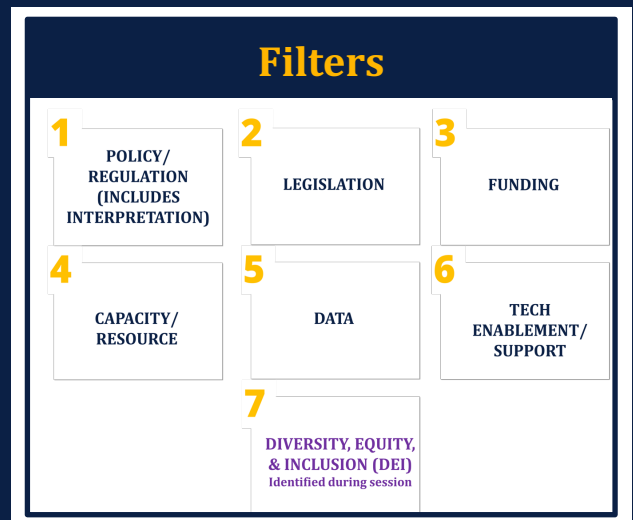 Filters
1
POLICY/
REGULATION
(INCLUDES
INTERPRETATION)
2
LEGISLATION
3
FUNDING
4
CAPACITY/
RESOURCE
5
DATA
6
TECH
ENABLEMENT/
SUPPORT
7
DIVERSITY, EQUITY,
& INCLUSION (DEI)
Identified during session